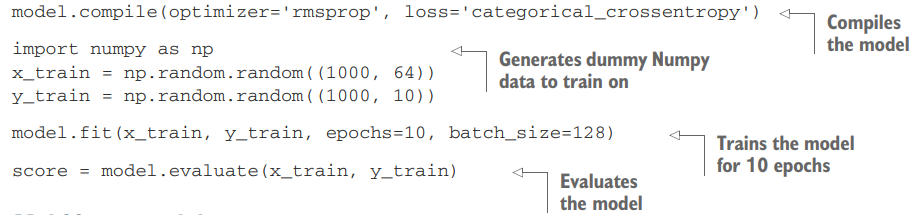 model.compile(optimizer='rmsprop', loss='categorical_crossentropy')
Compiles
the model
import numpy as np
x_train = np.random.random((1000, 64))
y_train = np.random.random((1000, 10))
Generates dummy Numpy
data to train on
model.fit(x_train, y_train, epochs=10, batch_size=128)
Trains the model
for 10 epochs
score = model.evaluate(x_train, y_train)
Evaluates
the model